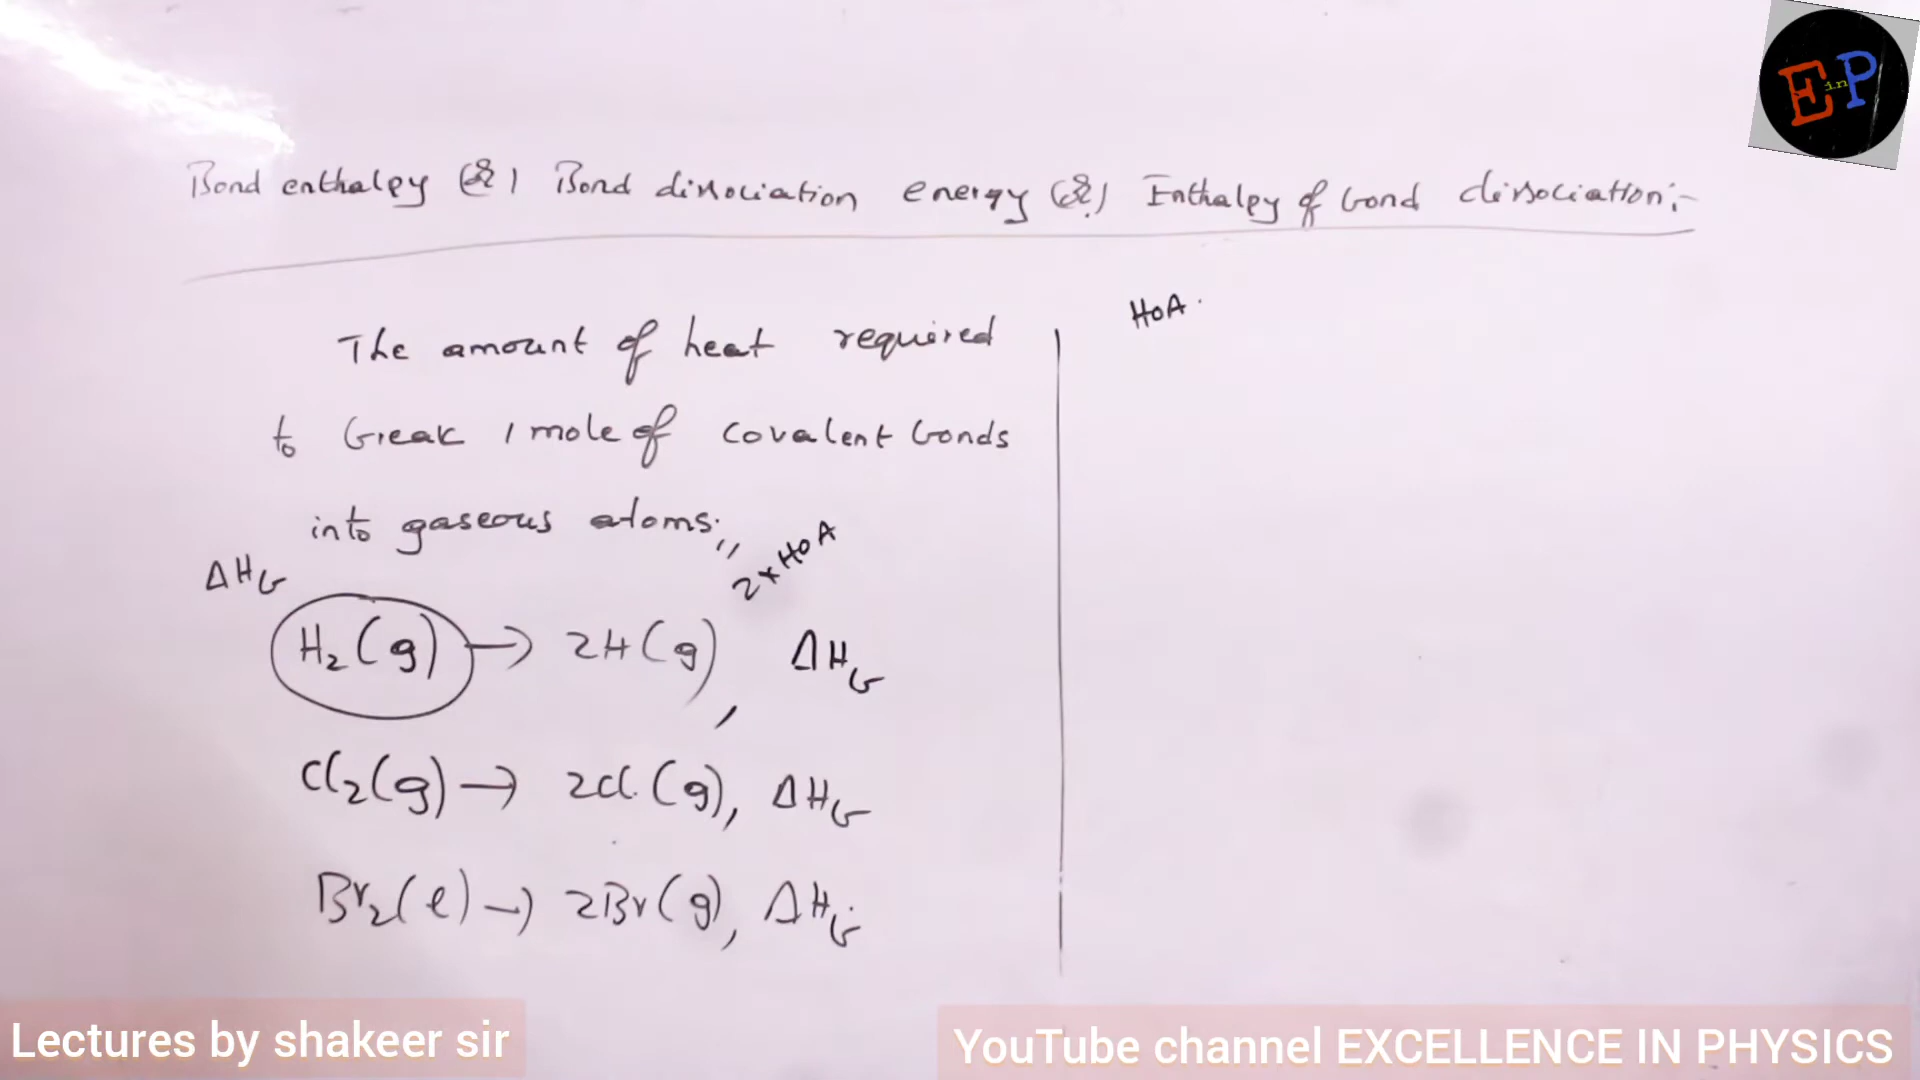 E in P
Bond enthalpy (or) Bond dissociation energy (or) Enthalpy of bond dissociation:-
The amount of heat required
to break 1 mole of covalent bonds
into gaseous atoms.,,
ΔHb
2×HOA
H₂(g) → 2H(g), ΔHb
Cl₂(g) → 2Cl(g), ΔHb
Br₂(l) → 2Br(g), ΔHb
HOA.
Lectures by shakeer sir
YouTube channel EXCELLENCE IN PHYSICS